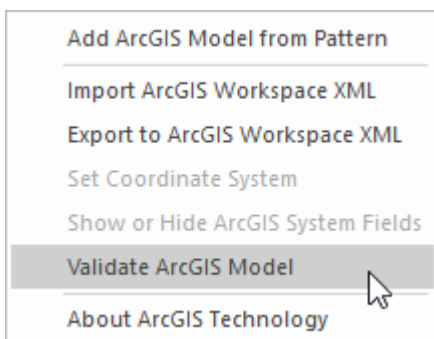 Add ArcGIS Model from Pattern
Import ArcGIS Workspace XML
Export to ArcGIS Workspace XML
Set Coordinate System
Show or Hide ArcGIS System Fields
Validate ArcGIS Model
About ArcGIS Technology